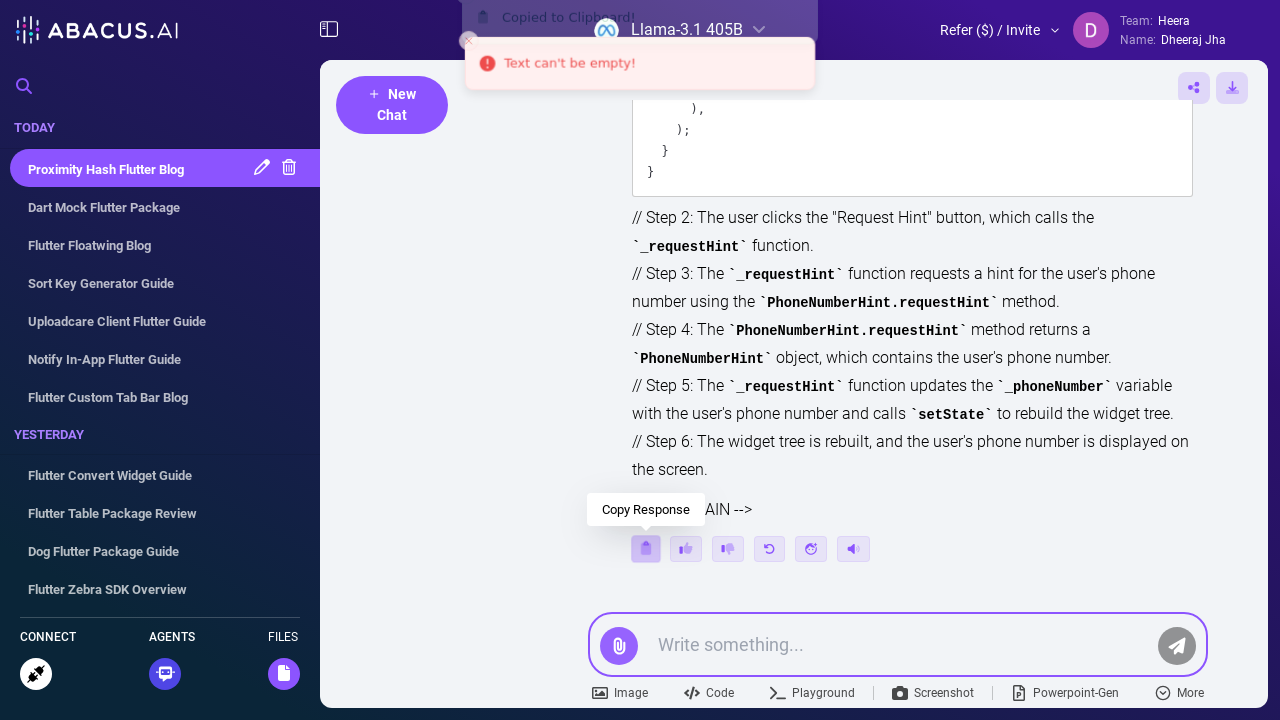 ABACUS.AI
Copied to Clipboard!
Llama-3.1 405B
Text can't be empty!
Refer ($) / Invite
D
Team: Heera
Name: Dheeraj Jha
+ New
Chat
TODAY
Proximity Hash Flutter Blog
Dart Mock Flutter Package
Flutter Floatwing Blog
Sort Key Generator Guide
Uploadcare Client Flutter Guide
Notify In-App Flutter Guide
Flutter Custom Tab Bar Blog
YESTERDAY
Flutter Convert Widget Guide
Flutter Table Package Review
Dog Flutter Package Guide
Flutter Zebra SDK Overview
CONNECT
AGENTS
FILES
),
);
}
}
// Step 2: The user clicks the "Request Hint" button, which calls the
`_requestHint` function.
// Step 3: The `_requestHint` function requests a hint for the user's phone
number using the `PhoneNumberHint.requestHint` method.
// Step 4: The `PhoneNumberHint.requestHint` method returns a
`PhoneNumberHint` object, which contains the user's phone number.
// Step 5: The `_requestHint` function updates the `_phoneNumber` variable
with the user's phone number and calls `setState` to rebuild the widget tree.
// Step 6: The widget tree is rebuilt, and the user's phone number is displayed on
the screen.
Copy Response
AIN -->
Write something...
Image
Code
Playground
Screenshot
Powerpoint-Gen
More